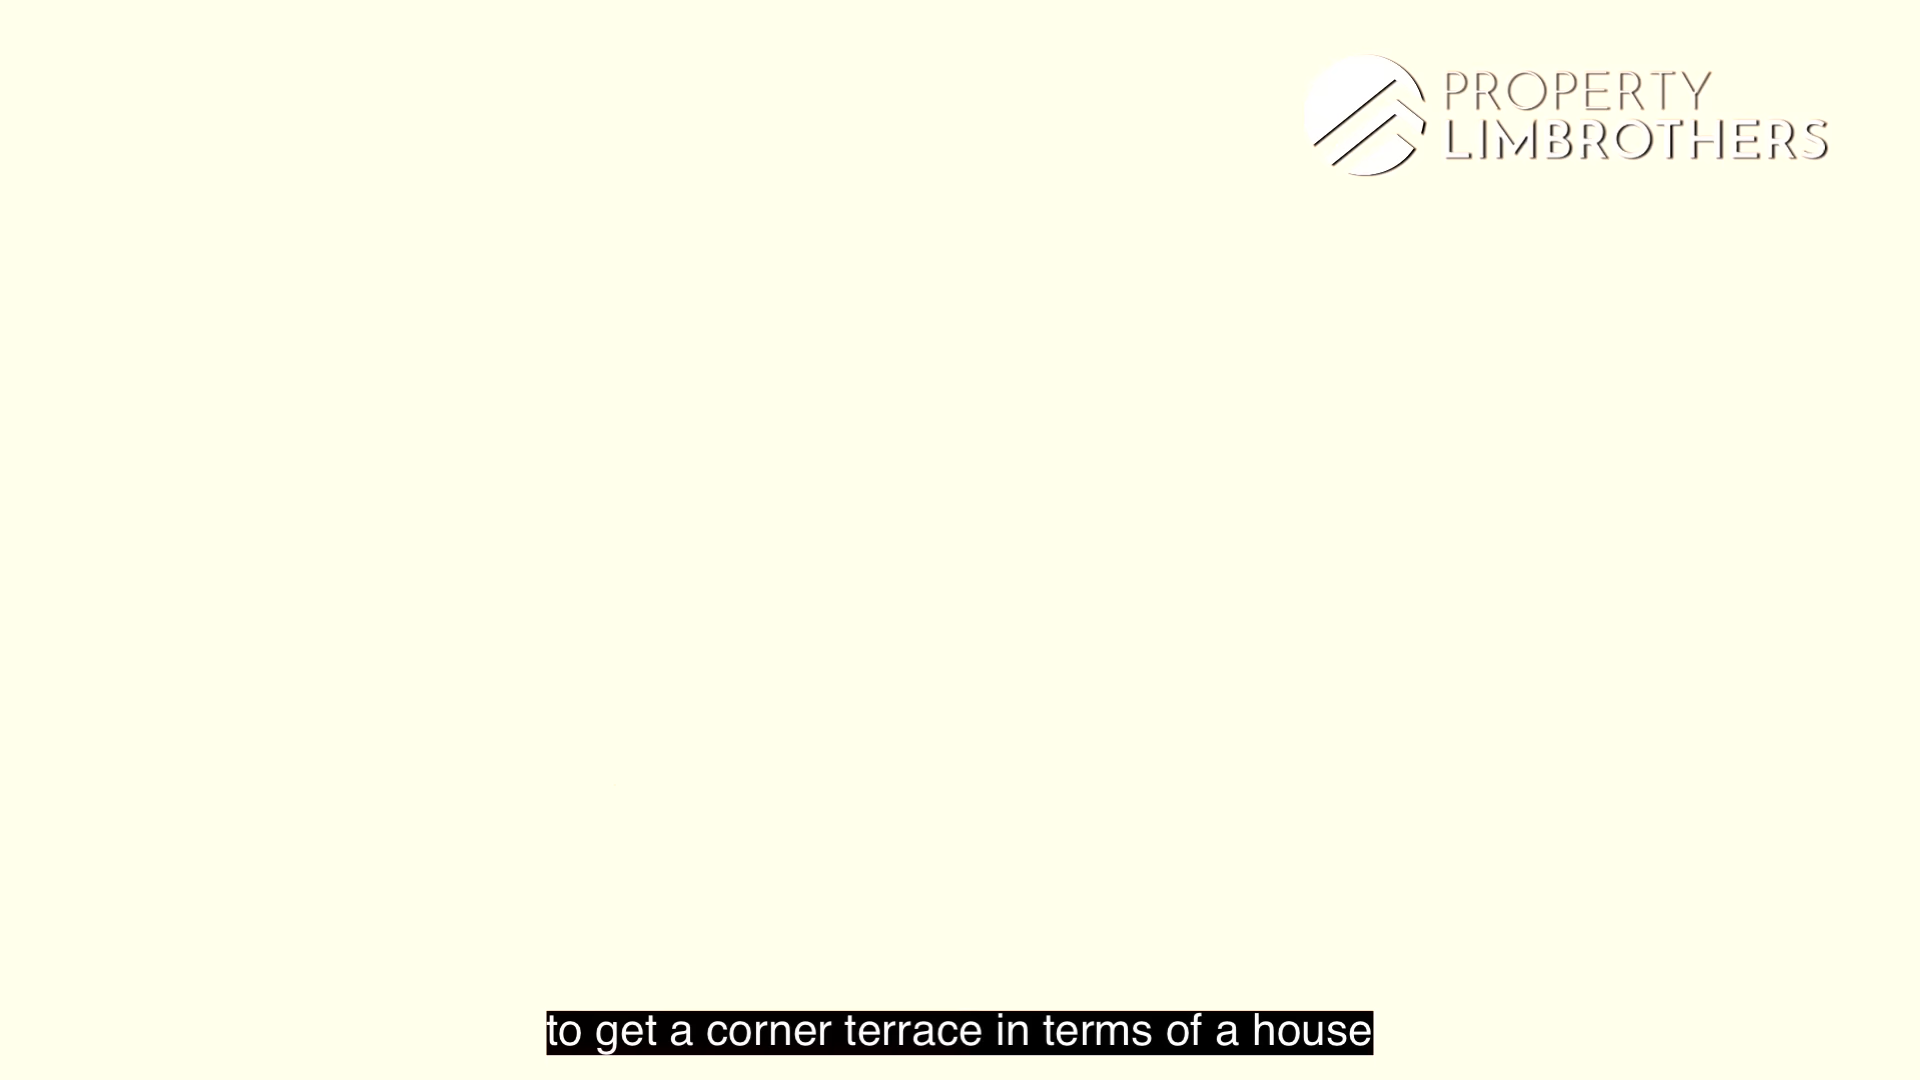 PROPERTY
LIMBROTHERS
to get a corner terrace in terms of a house